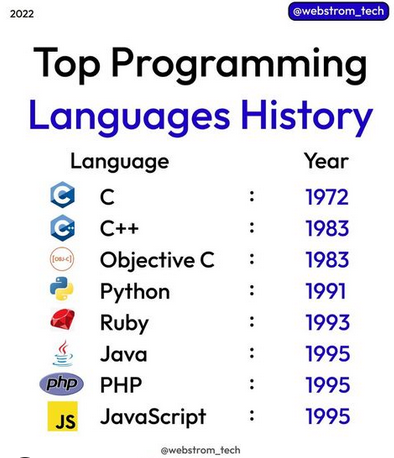 2022
@webstrom_tech
Top Programming
Languages History
Language Year
C : 1972
C++ : 1983
[OBJ-C] Objective C : 1983
Python : 1991
Ruby : 1993
Java Java : 1995
php PHP : 1995
JS JavaScript : 1995
@webstrom_tech